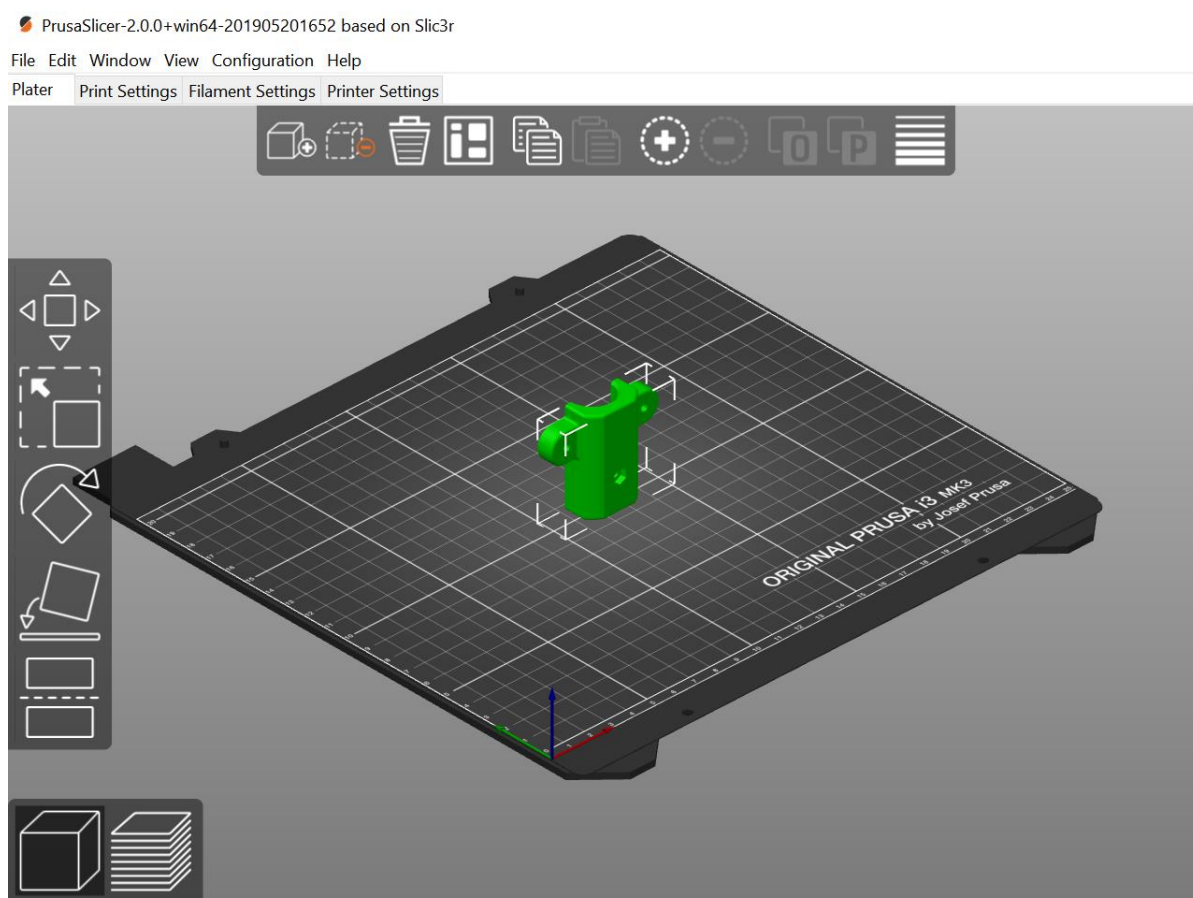 PrusaSlicer-2.0.0+win64-201905201652 based on Slic3r
File Edit Window View Configuration Help
Plater Print Settings Filament Settings Printer Settings
ORIGINAL PRUSA i3 MK3
by Josef Prusa